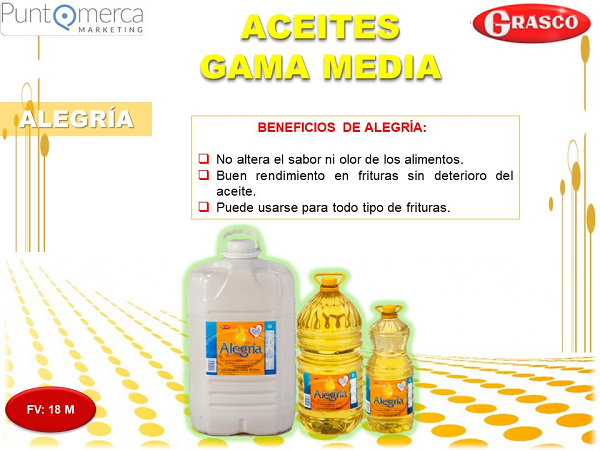 PuntQmerca
MARKETING
ACEITES
GAMA MEDIA
GRASCO
ALEGRÍA
BENEFICIOS DE ALEGRÍA:
No altera el sabor ni olor de los alimentos.
Buen rendimiento en frituras sin deterioro del
aceite.
Puede usarse para todo tipo de frituras.
Alegría
Alegría
Alegría
FV: 18 M